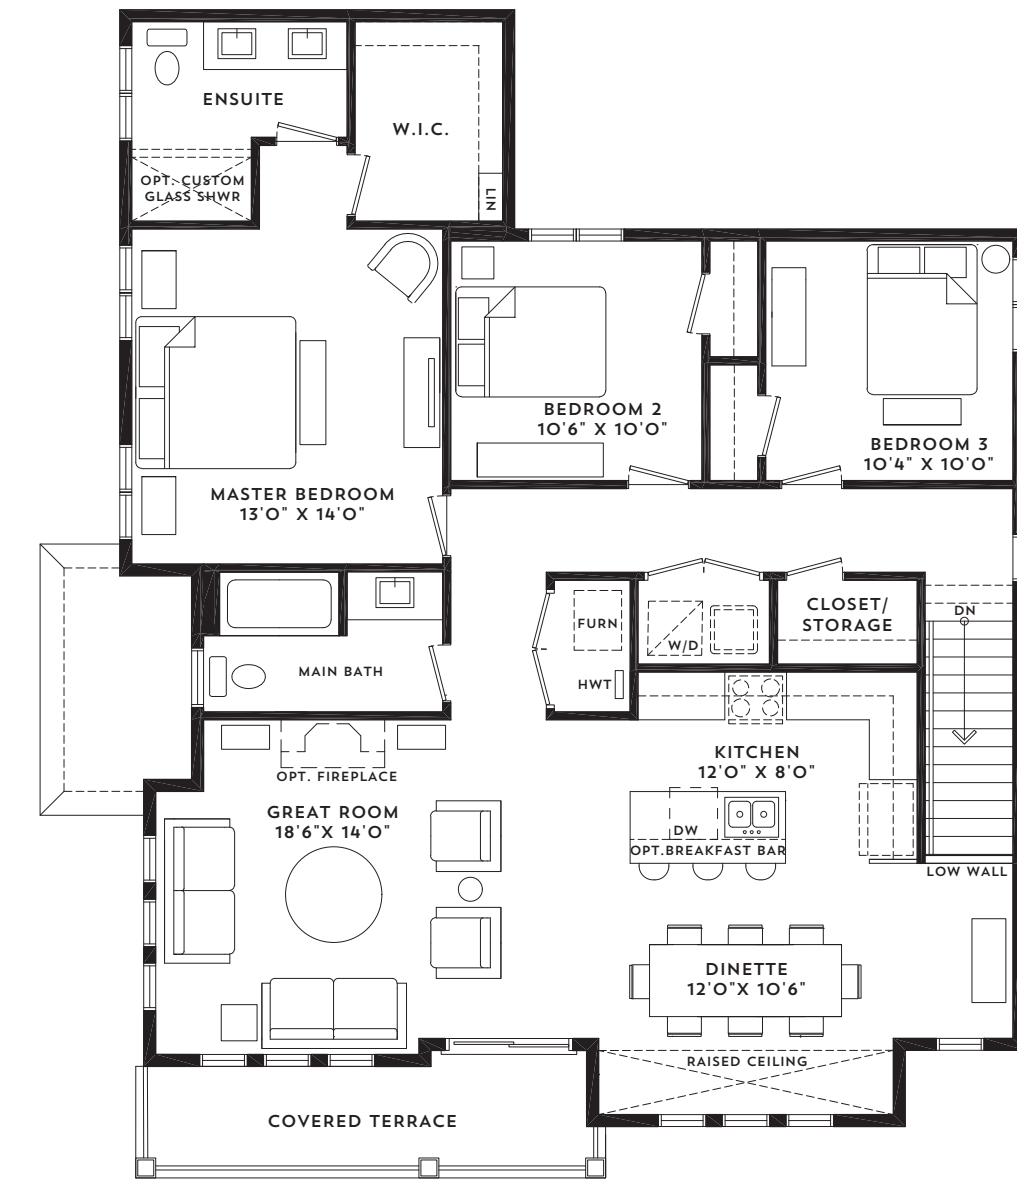 ENSUITE
W.I.C.
OPT. CUSTOM
GLASS SHWR
LIN
BEDROOM 2
10'6" X 10'0"
BEDROOM 3
10'4" X 10'0"
MASTER BEDROOM
13'0" X 14'0"
FURN
W/D
CLOSET/
STORAGE
DN
MAIN BATH
HWT
KITCHEN
12'0" X 8'0"
OPT. FIREPLACE
GREAT ROOM
18'6"X 14'0"
DW
OPT.BREAKFAST BAR
LOW WALL
DINETTE
12'0"X 10'6"
RAISED CEILING
COVERED TERRACE